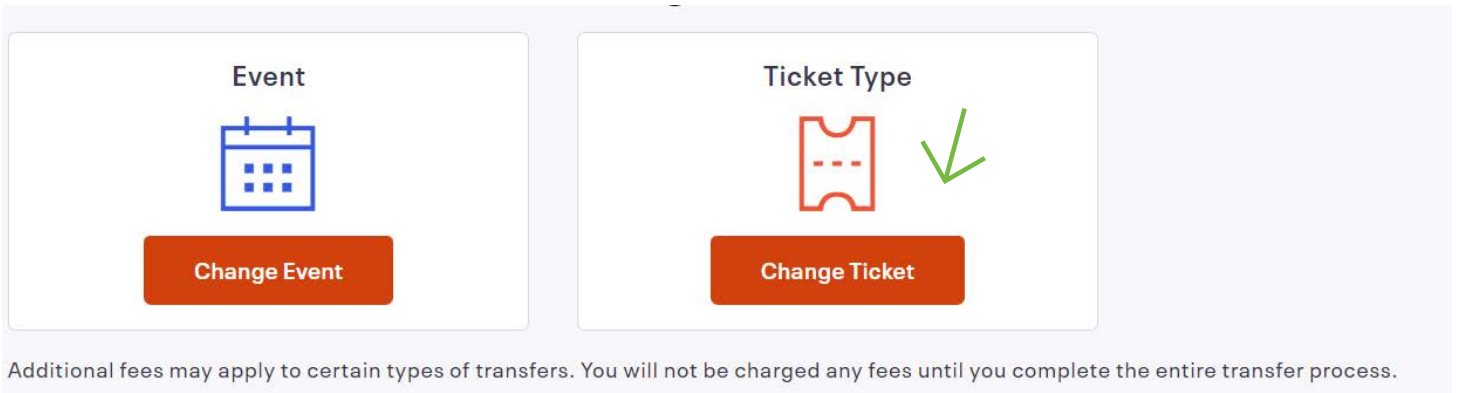 Event
Ticket Type
Change Event
Change Ticket
Additional fees may apply to certain types of transfers. You will not be charged any fees until you complete the entire transfer process.